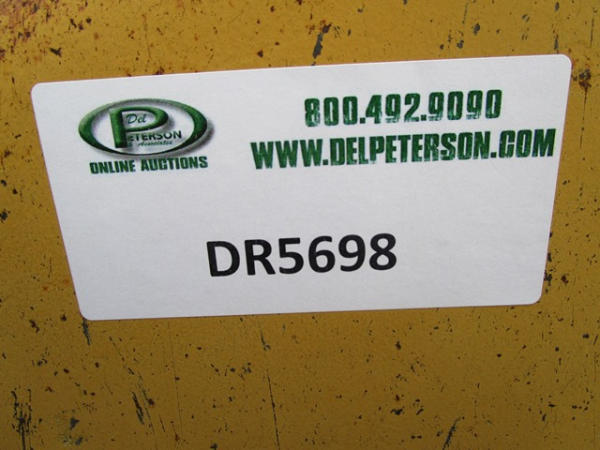 Del
PETERSON
& Associates
ONLINE AUCTIONS
800.492.9090
WWW.DELPETERSON.COM
DR5698